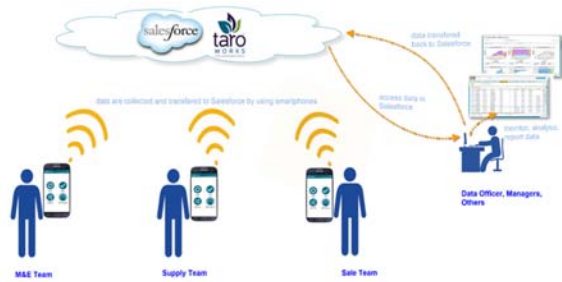 salesforce
taro
WORKS
data transferred
back to Salesforce
data are collected and transferred to Salesforce by using smartphones
access data in
Salesforce
monitor, analysis,
report data
Data Officer, Managers,
Others
M&E Team
Supply Team
Sale Team